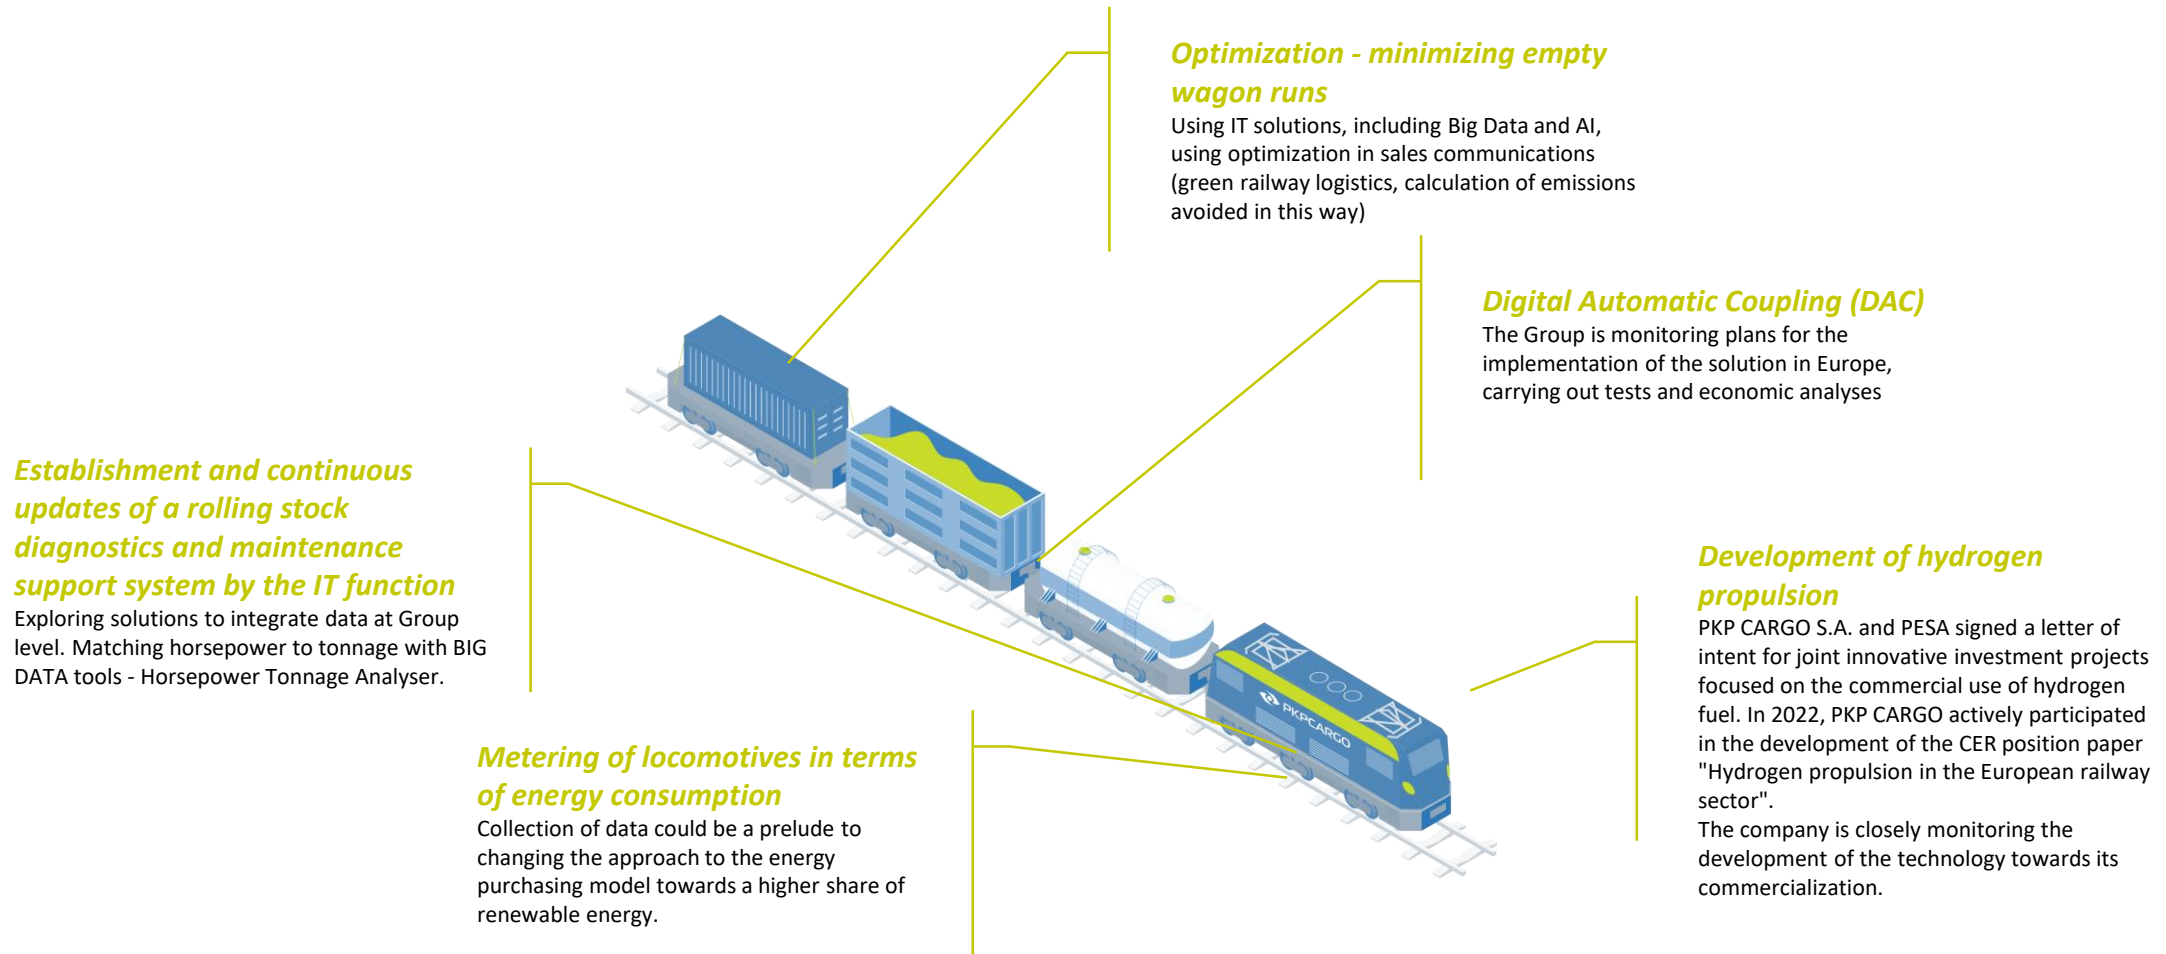 Optimization - minimizing empty
wagon runs
Using IT solutions, including Big Data and AI,
using optimization in sales communications
(green railway logistics, calculation of emissions
avoided in this way)
Digital Automatic Coupling (DAC)
The Group is monitoring plans for the
implementation of the solution in Europe,
carrying out tests and economic analyses
Establishment and continuous
updates of a rolling stock
diagnostics and maintenance
support system by the IT function
Exploring solutions to integrate data at Group
level. Matching horsepower to tonnage with BIG
DATA tools - Horsepower Tonnage Analyser.
Development of hydrogen
propulsion
PKP CARGO S.A. and PESA signed a letter of
intent for joint innovative investment projects
focused on the commercial use of hydrogen
fuel. In 2022, PKP CARGO actively participated
in the development of the CER position paper
"Hydrogen propulsion in the European railway
sector".
The company is closely monitoring the
development of the technology towards its
commercialization.
Metering of locomotives in terms
of energy consumption
Collection of data could be a prelude to
changing the approach to the energy
purchasing model towards a higher share of
renewable energy.
PKPCARGO